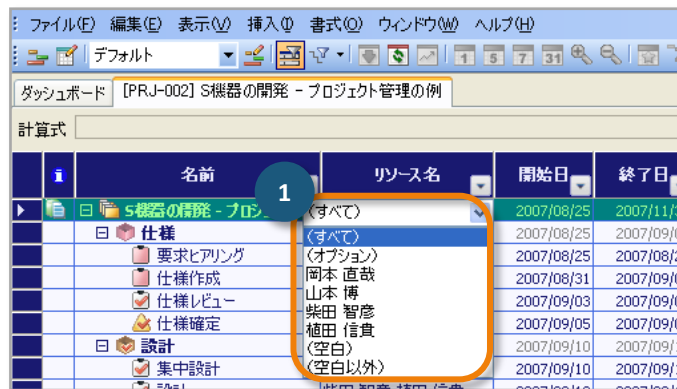 ファイル(F) 編集(E) 表示(V) 挿入(I) 書式(O) ウィンドウ(W) ヘルプ(H)
デフォルト 1 5 7 31
ダッシュボード [PRJ-002] S機器の開発 - プロジェクト管理の例
計算式
名前 リソース名 開始日 終了日
1
S機器の開発 - プロジ (すべて) 2007/08/25 2007/11/
仕様 (すべて) 2007/08/25 2007/09/
(オプション)
要求ヒアリング 2007/08/25 2007/08/
岡本 直哉
仕様作成 2007/08/31 2007/09/
山本 博
仕様レビュー 2007/09/03 2007/09/
柴田 智彦
仕様確定 2007/09/05 2007/09/
植田 信貴
設計 (空白) 2007/09/10 2007/09/
集中設計 (空白以外) 2007/09/10 2007/09/